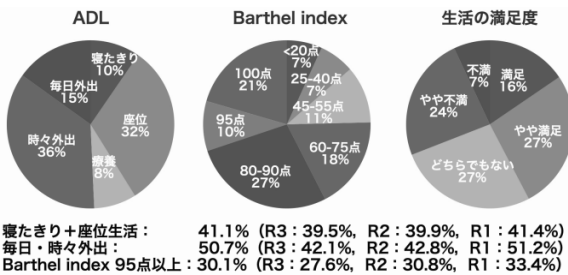 ADL
寝たきり
10%
座位
32%
療養
8%
時々外出
36%
毎日外出
15%
Barthel index
<20点
7%
25-40点
7%
45-55点
11%
60-75点
18%
80-90点
27%
95点
10%
100点
21%
生活の満足度
満足
16%
やや満足
27%
どちらでもない
27%
やや不満
24%
不満
7%
寝たきり＋座位生活： 41.1%（R3：39.5%, R2：39.9%, R1：41.4%）
毎日・時々外出： 50.7%（R3：42.1%, R2：42.8%, R1：51.2%）
Barthel index 95点以上：30.1%（R3：27.6%, R2：30.8%, R1：33.4%）